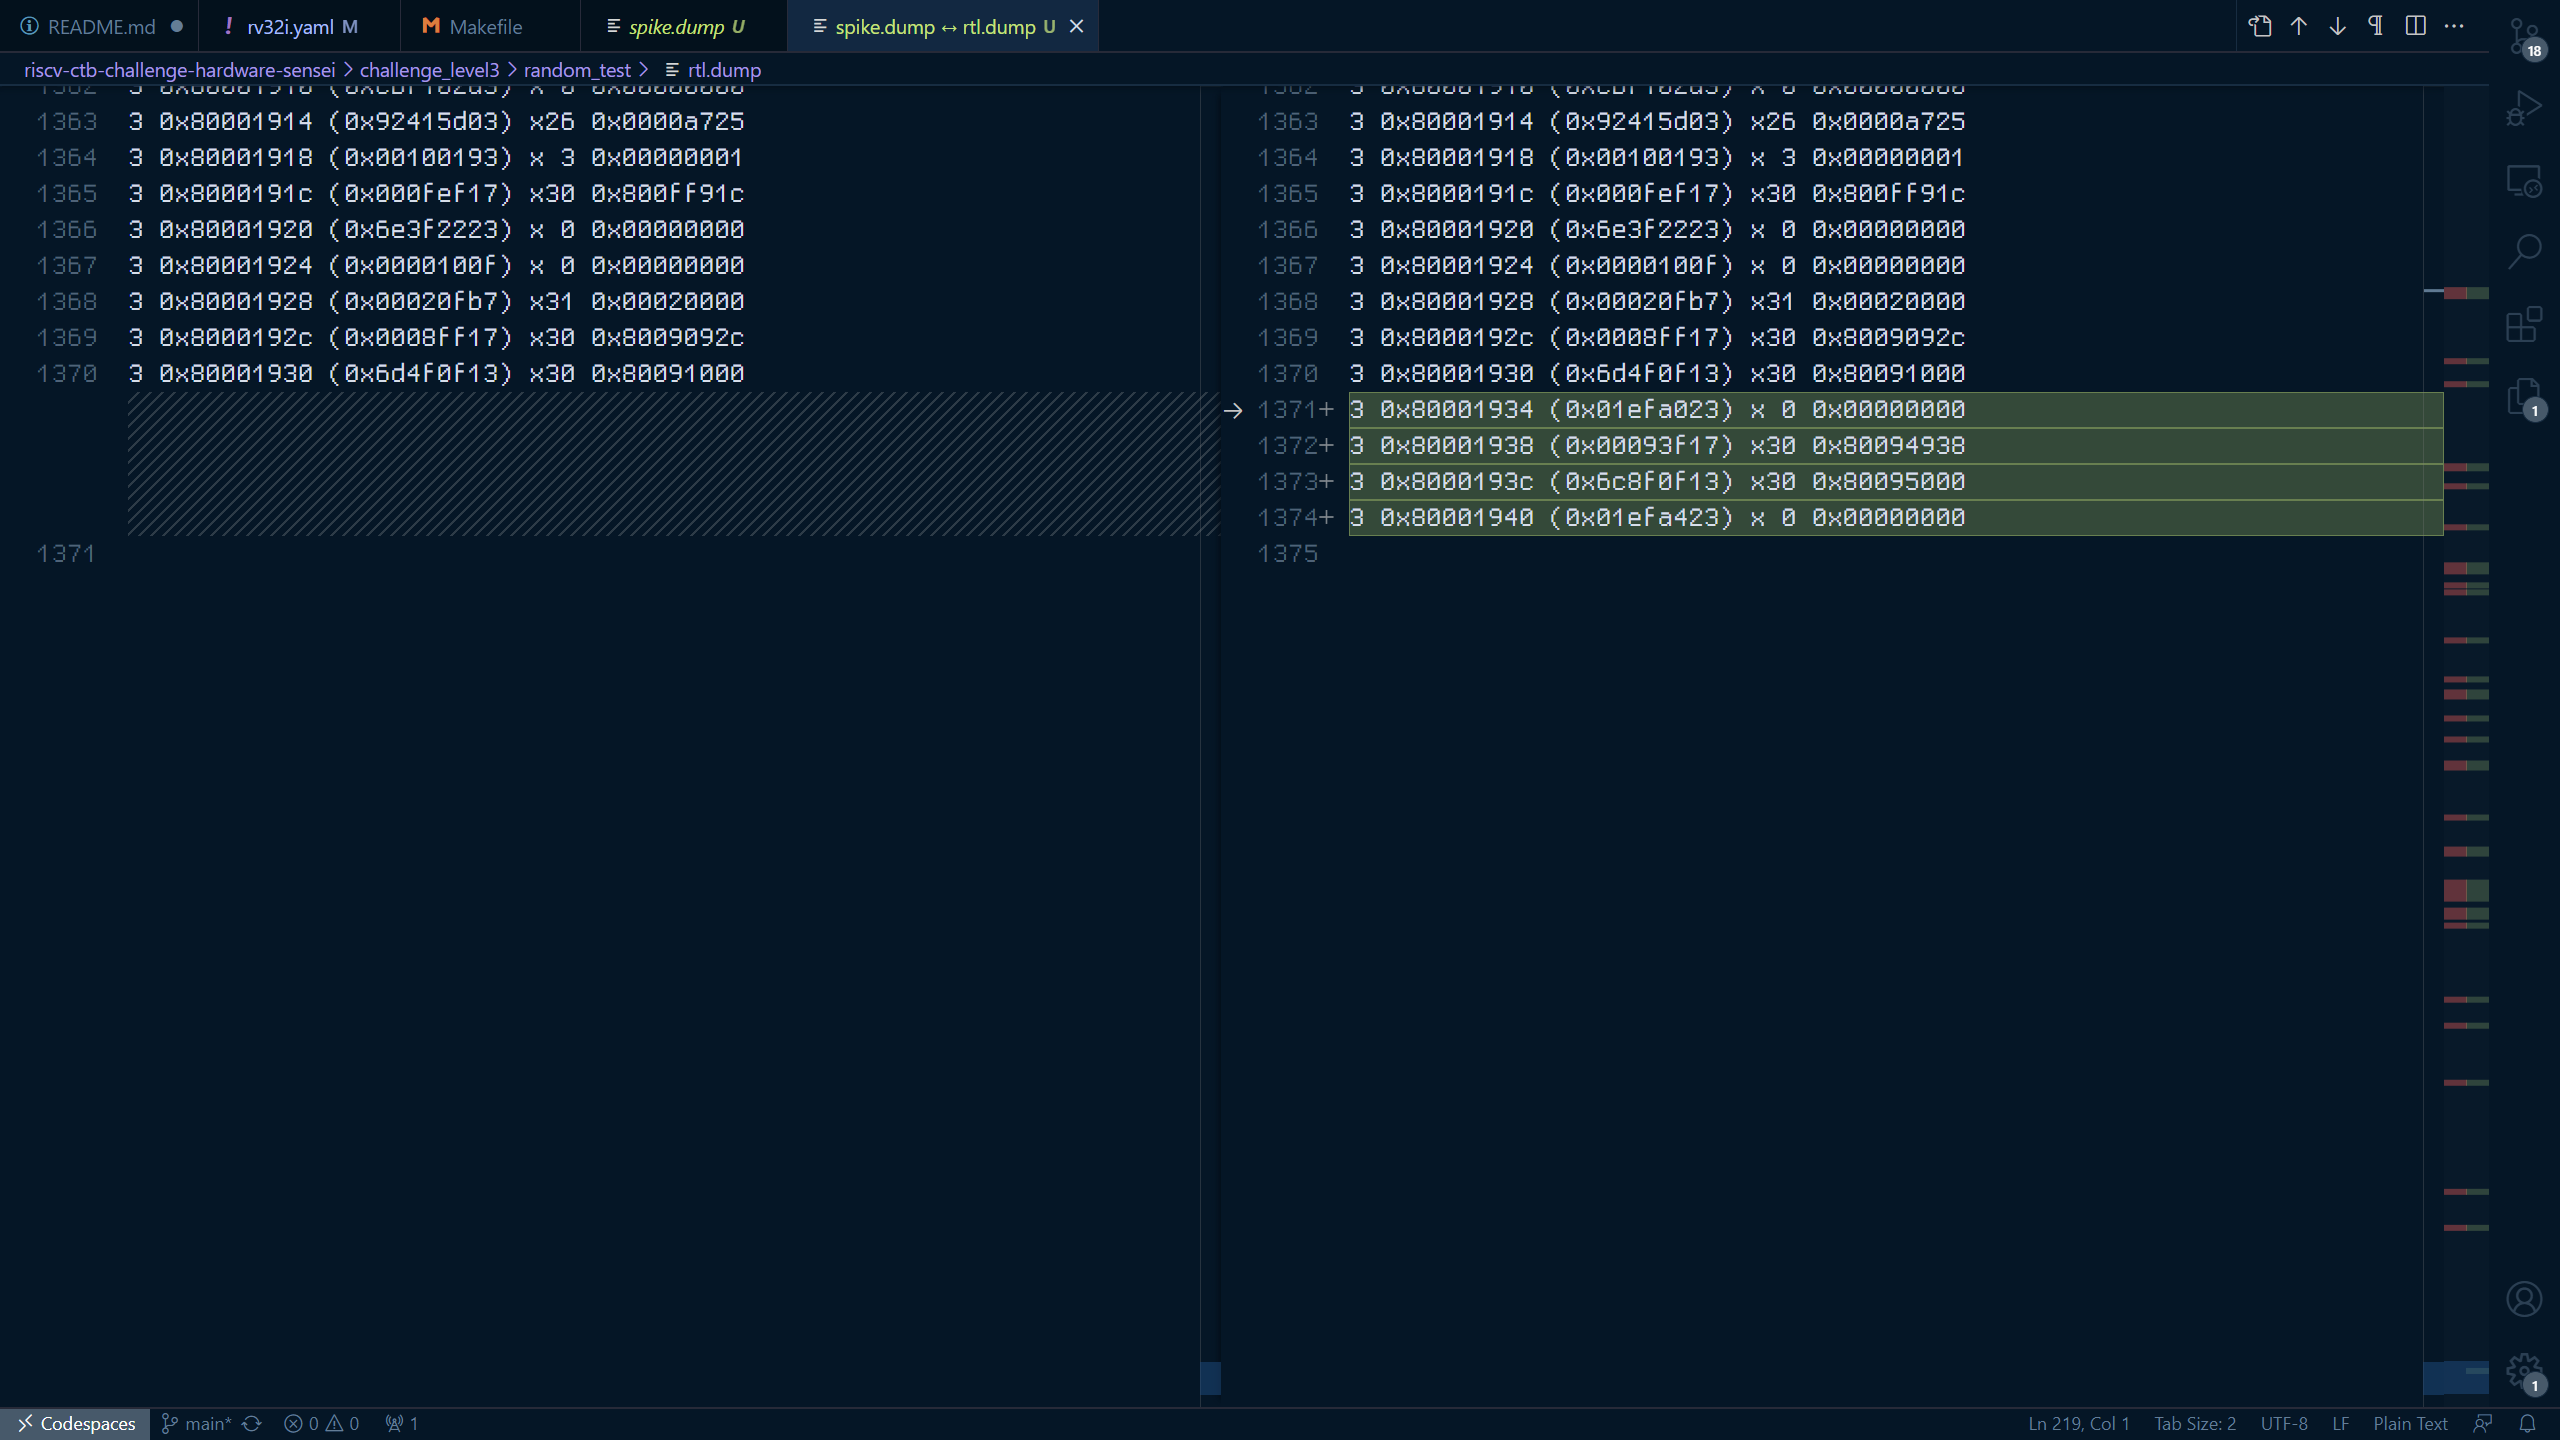 README.md
rv32i.yaml M
Makefile
spike.dump U
spike.dump ↔ rtl.dump U
riscv-ctb-challenge-hardware-sensei > challenge_level3 > random_test > rtl.dump
1363 3 0x80001914 (0x92415d03) x26 0x0000a725
1364 3 0x80001918 (0x00100193) x 3 0x00000001
1365 3 0x8000191c (0x000fef17) x30 0x800ff91c
1366 3 0x80001920 (0x6e3f2223) x 0 0x00000000
1367 3 0x80001924 (0x0000100f) x 0 0x00000000
1368 3 0x80001928 (0x00020fb7) x31 0x00020000
1369 3 0x8000192c (0x0008ff17) x30 0x8009092c
1370 3 0x80001930 (0x6d4f0f13) x30 0x80091000
1371
1363 3 0x80001914 (0x92415d03) x26 0x0000a725
1364 3 0x80001918 (0x00100193) x 3 0x00000001
1365 3 0x8000191c (0x000fef17) x30 0x800ff91c
1366 3 0x80001920 (0x6e3f2223) x 0 0x00000000
1367 3 0x80001924 (0x0000100f) x 0 0x00000000
1368 3 0x80001928 (0x00020fb7) x31 0x00020000
1369 3 0x8000192c (0x0008ff17) x30 0x8009092c
1370 3 0x80001930 (0x6d4f0f13) x30 0x80091000
1371+ 3 0x80001934 (0x01efa023) x 0 0x00000000
1372+ 3 0x80001938 (0x00093f17) x30 0x80094938
1373+ 3 0x8000193c (0x6c8f0f13) x30 0x80095000
1374+ 3 0x80001940 (0x01efa423) x 0 0x00000000
1375
18
1
1
Codespaces main* 0 0 1
Ln 219, Col 1 Tab Size: 2 UTF-8 LF Plain Text